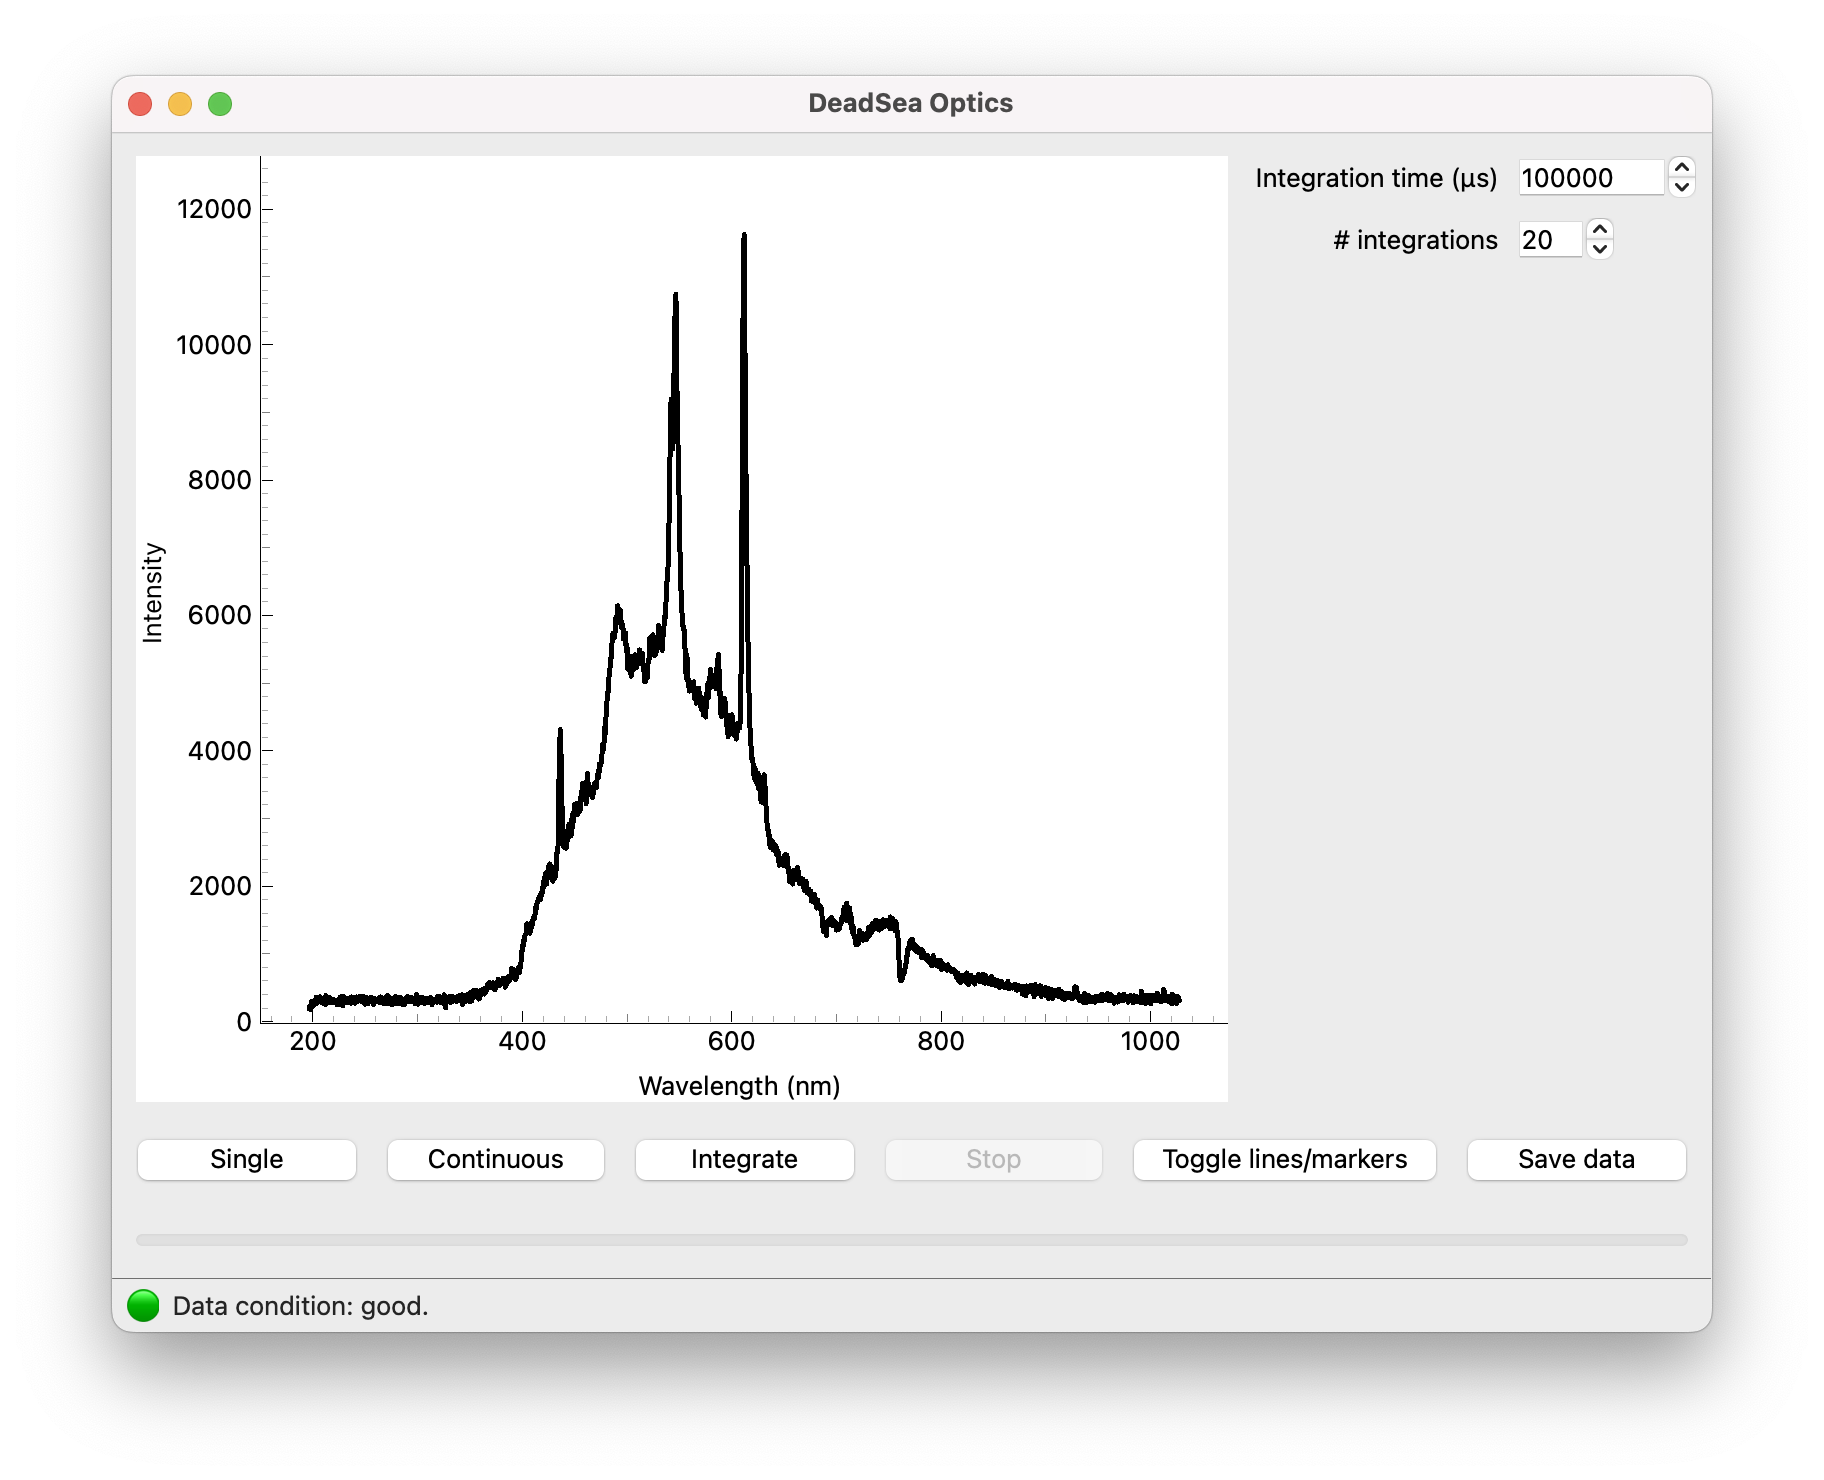 DeadSea Optics
Integration time (µs) 100000
# integrations 20
12000
10000
8000
6000
4000
2000
0
Intensity
200 400 600 800 1000
Wavelength (nm)
Single Continuous Integrate Stop Toggle lines/markers Save data
Data condition: good.